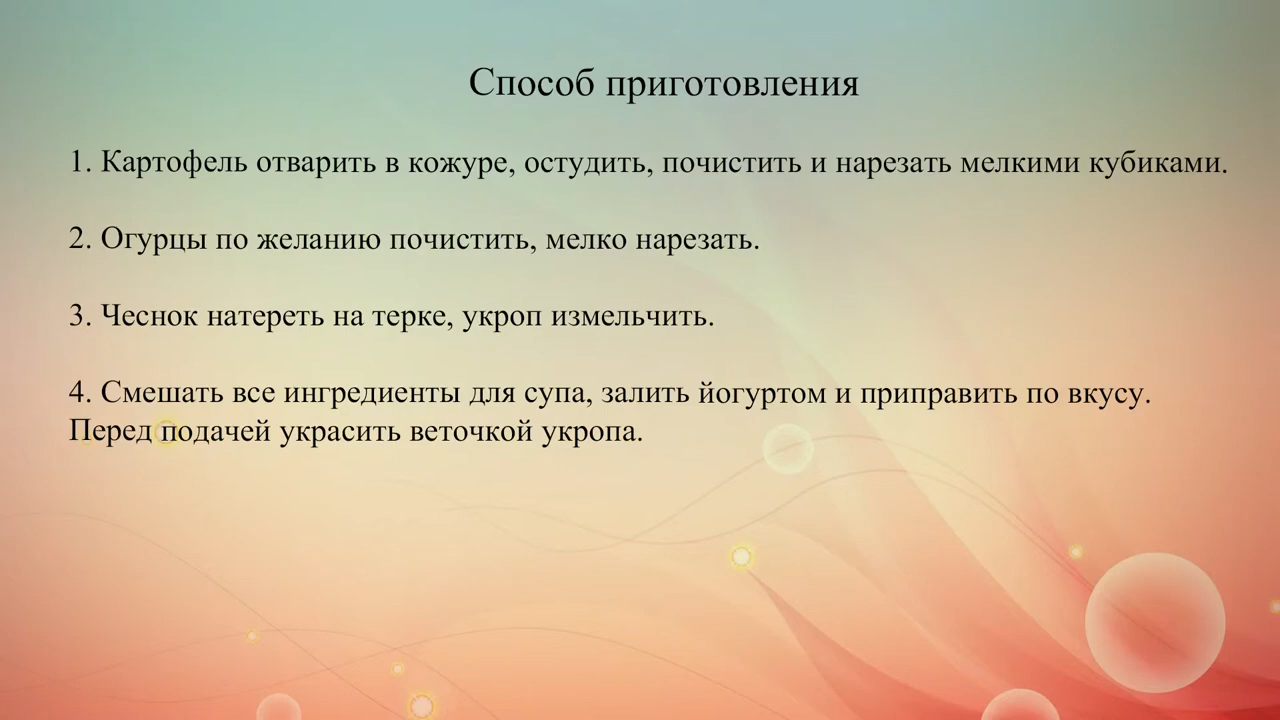 Способ приготовления
1. Картофель отварить в кожуре, остудить, почистить и нарезать мелкими кубиками.
2. Огурцы по желанию почистить, мелко нарезать.
3. Чеснок натереть на терке, укроп измельчить.
4. Смешать все ингредиенты для супа, залить йогуртом и приправить по вкусу.
Перед подачей украсить веточкой укропа.